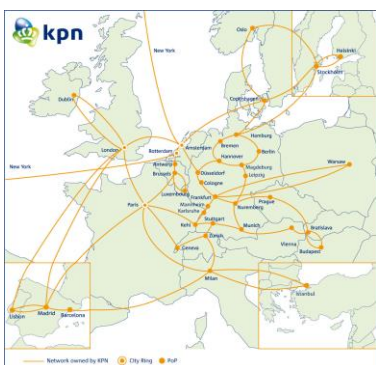 kpn
New York
Oslo
Helsinki
Stockholm
Copenhagen
Dublin
Hamburg
London
Rotterdam
Amsterdam
Bremen
Berlin
Hannover
New York
Antwerp
Brussels
Düsseldorf
Cologne
Magdeburg
Leipzig
Warsaw
Luxembourg
Frankfurt
Prague
Paris
Mannheim
Karlsruhe
Nuremberg
Stuttgart
Kehl
Munich
Bratislava
Zurich
Vienna
Geneva
Budapest
Milan
Istanbul
Lisbon
Madrid
Barcelona
Network owned by KPN
City Ring
PoP